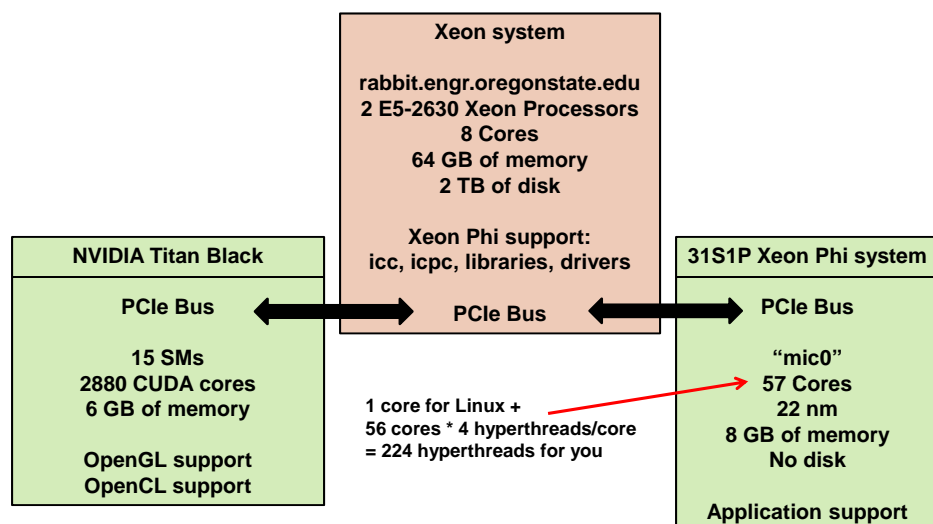 Xeon system
rabbit.engr.oregonstate.edu
2 E5-2630 Xeon Processors
8 Cores
64 GB of memory
2 TB of disk
Xeon Phi support:
icc, icpc, libraries, drivers
PCIe Bus
NVIDIA Titan Black
PCIe Bus
15 SMs
2880 CUDA cores
6 GB of memory
OpenGL support
OpenCL support
1 core for Linux +
56 cores * 4 hyperthreads/core
= 224 hyperthreads for you
31S1P Xeon Phi system
PCIe Bus
“mic0”
57 Cores
22 nm
8 GB of memory
No disk
Application support